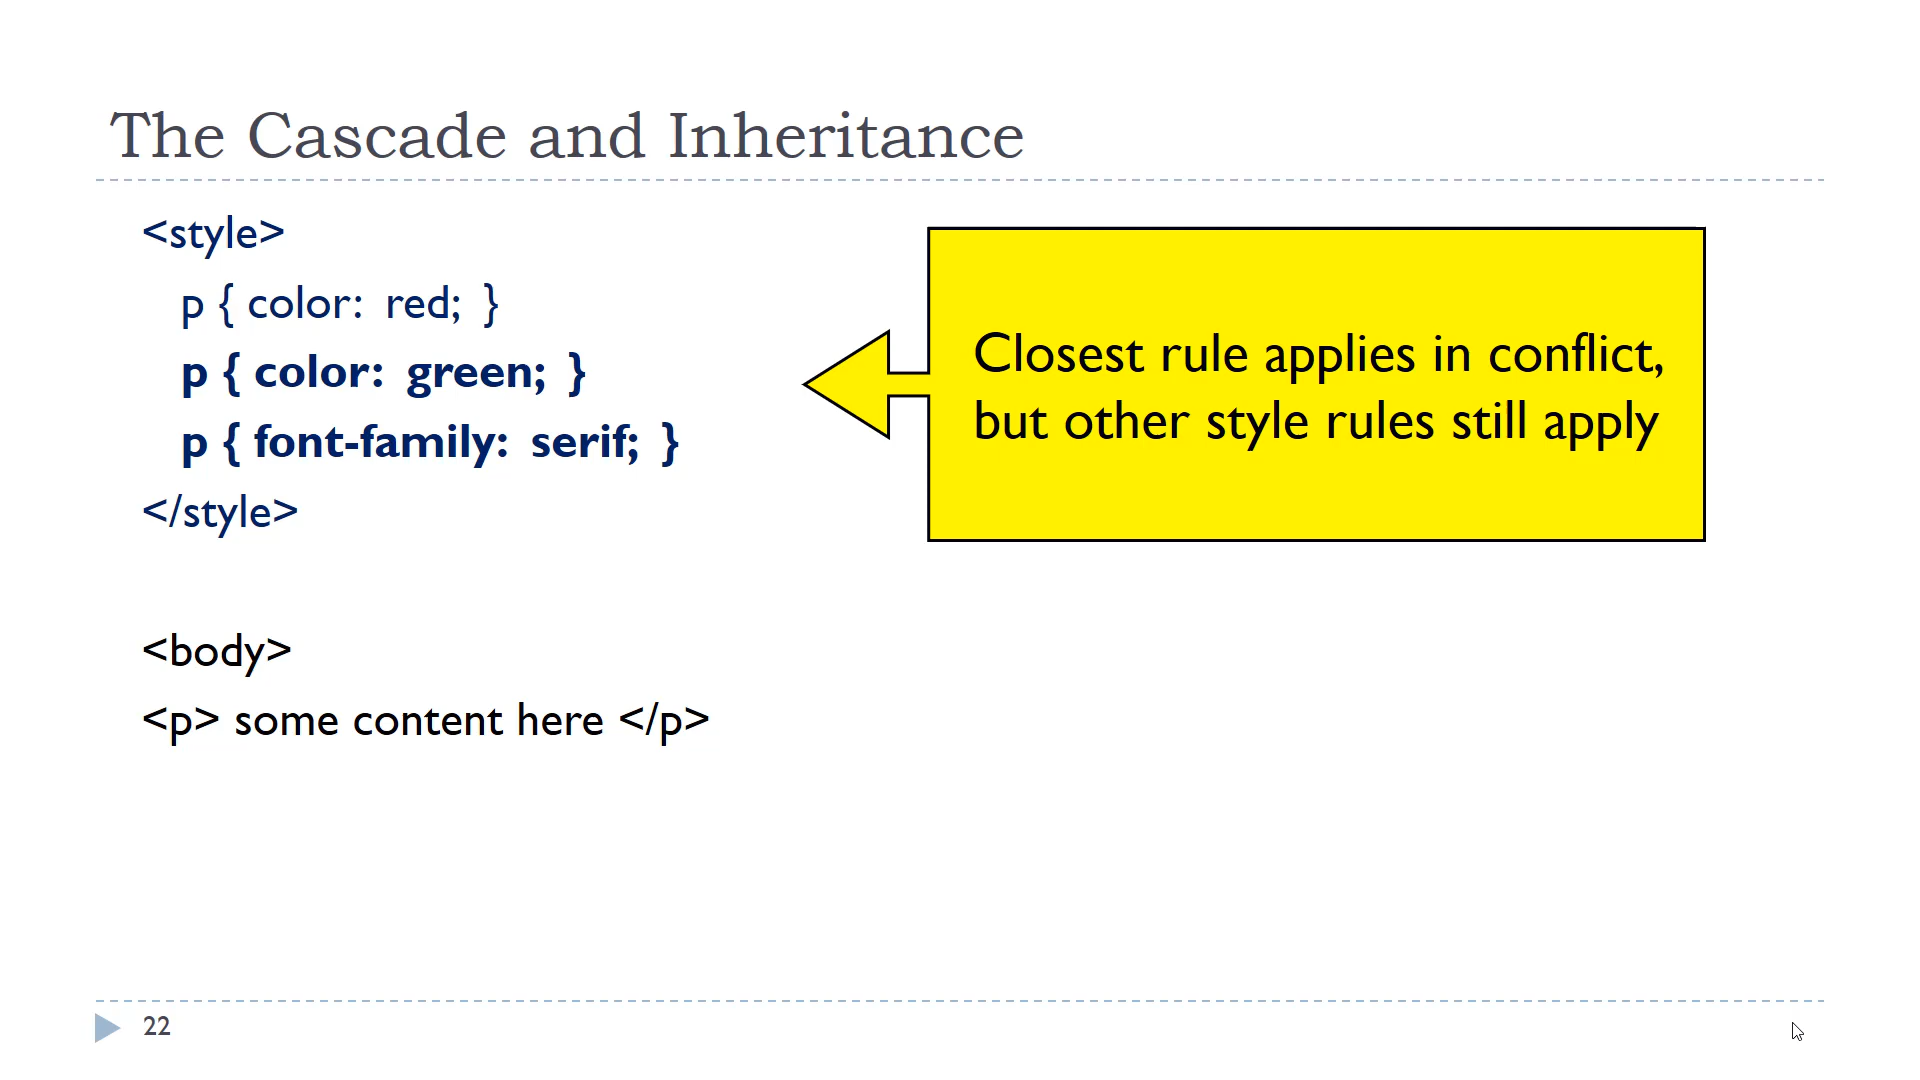 The Cascade and Inheritance
<style>
p { color: red; }
p { color: green; }
p { font-family: serif; }
</style>
Closest rule applies in conflict,
but other style rules still apply
<body>
<p> some content here </p>
22